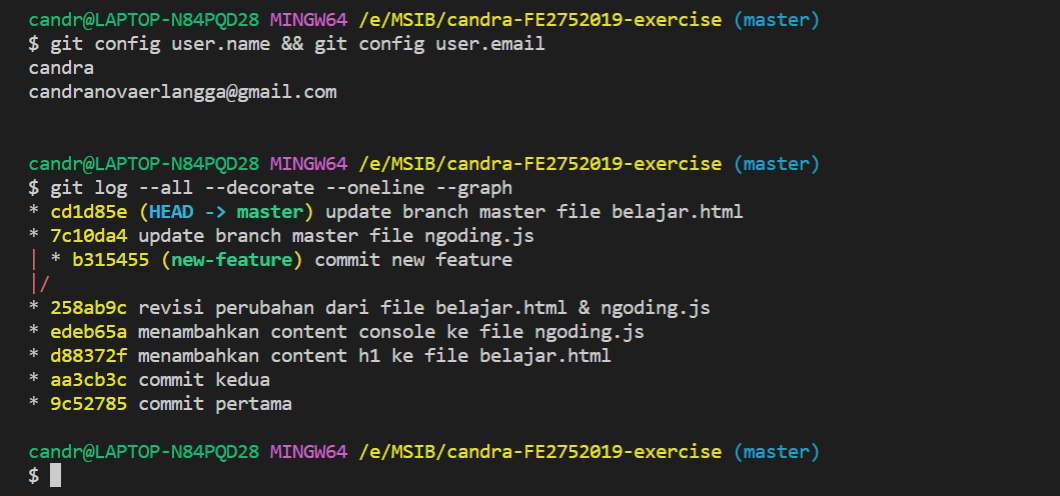 candr@LAPTOP-N84PQD28 MINGW64 /e/MSIB/candra-FE2752019-exercise (master)
$ git config user.name && git config user.email
candra
candranovaerlangga@gmail.com
candr@LAPTOP-N84PQD28 MINGW64 /e/MSIB/candra-FE2752019-exercise (master)
$ git log --all --decorate --oneline --graph
* cd1d85e (HEAD -> master) update branch master file belajar.html
* 7c10da4 update branch master file ngoding.js
| * b315455 (new-feature) commit new feature
|/
* 258ab9c revisi perubahan dari file belajar.html & ngoding.js
* edeb65a menambahkan content console ke file ngoding.js
* d88372f menambahkan content h1 ke file belajar.html
* aa3cb3c commit kedua
* 9c52785 commit pertama
candr@LAPTOP-N84PQD28 MINGW64 /e/MSIB/candra-FE2752019-exercise (master)
$